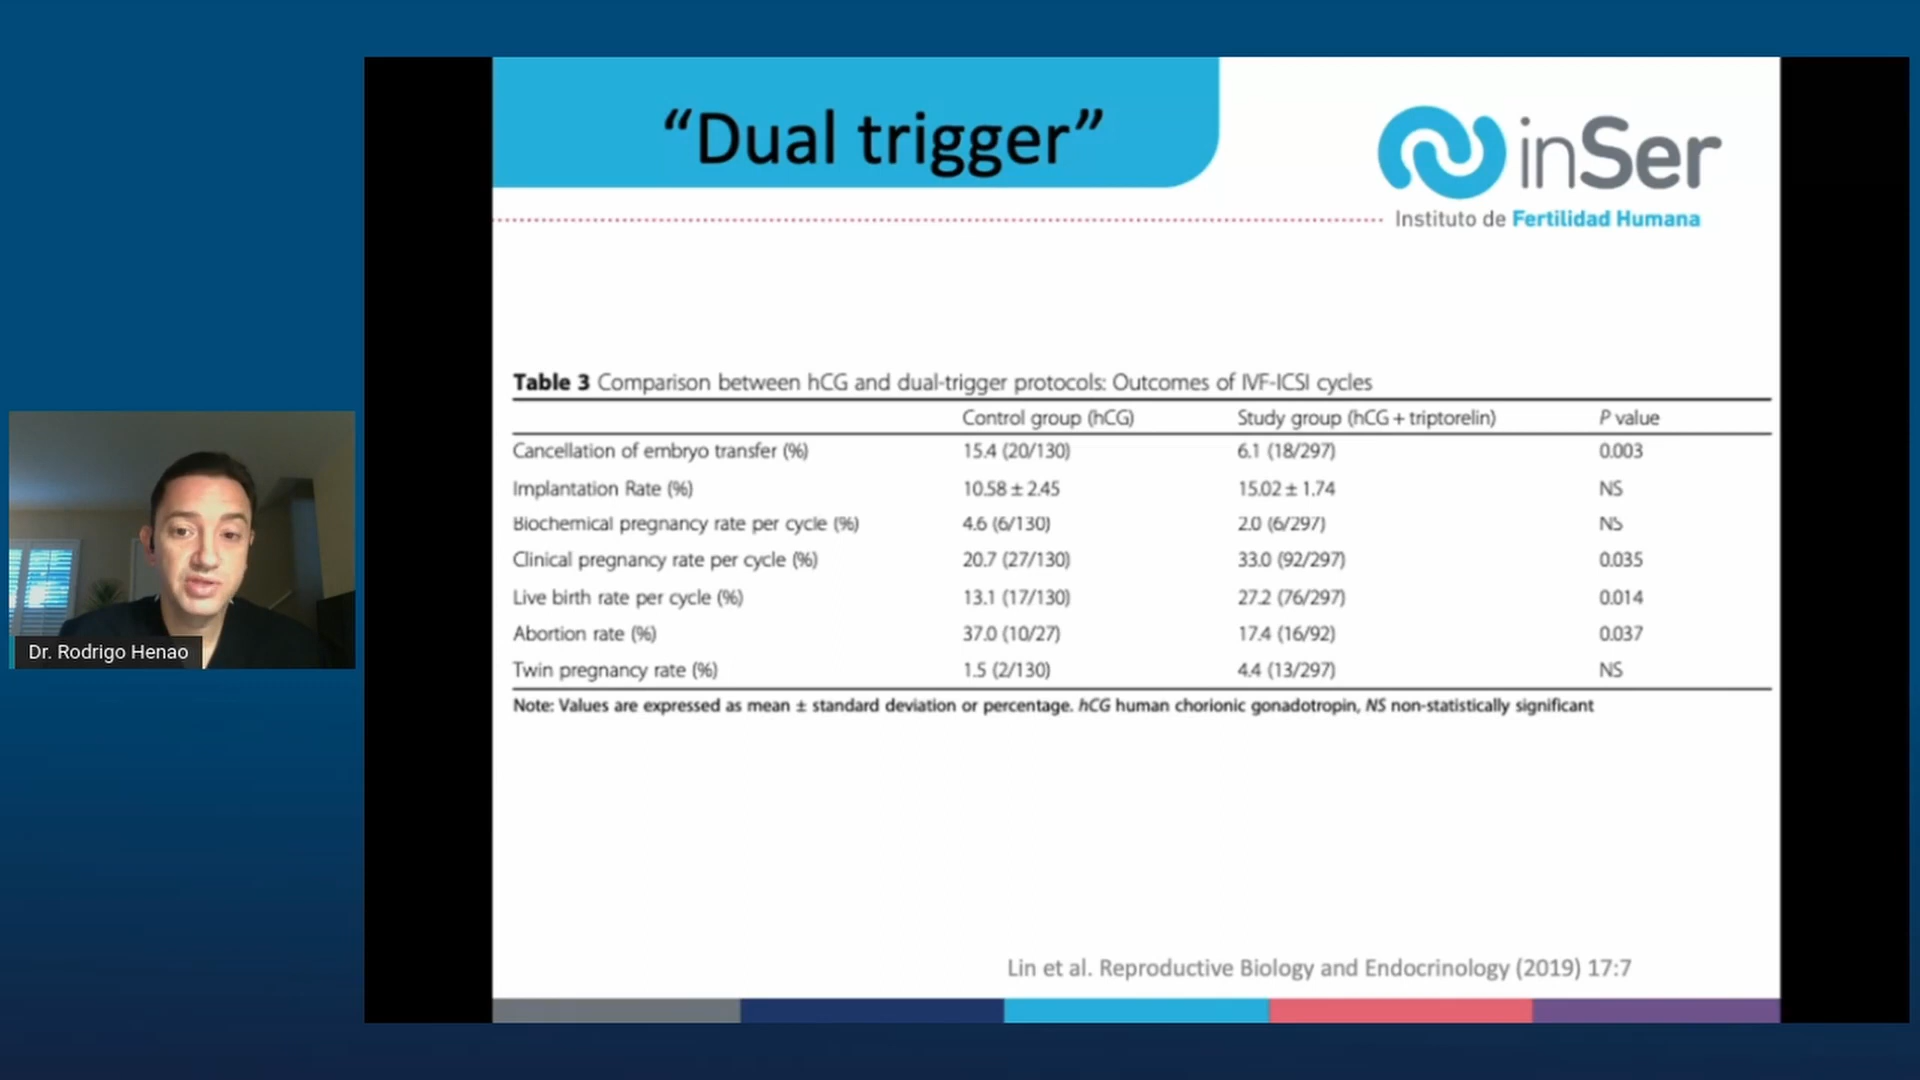 “Dual trigger”
inSer
Instituto de Fertilidad Humana
Table 3 Comparison between hCG and dual-trigger protocols: Outcomes of IVF-ICSI cycles
Control group (hCG) Study group (hCG + triptorelin) P value
Cancellation of embryo transfer (%) 15.4 (20/130) 6.1 (18/297) 0.003
Implantation Rate (%) 10.58 ± 2.45 15.02 ± 1.74 NS
Biochemical pregnancy rate per cycle (%) 4.6 (6/130) 2.0 (6/297) NS
Clinical pregnancy rate per cycle (%) 20.7 (27/130) 33.0 (92/297) 0.035
Live birth rate per cycle (%) 13.1 (17/130) 27.2 (76/297) 0.014
Abortion rate (%) 37.0 (10/27) 17.4 (16/92) 0.037
Twin pregnancy rate (%) 1.5 (2/130) 4.4 (13/297) NS
Note: Values are expressed as mean ± standard deviation or percentage. hCG human chorionic gonadotropin, NS non-statistically significant
Dr. Rodrigo Henao
Lin et al. Reproductive Biology and Endocrinology (2019) 17:7